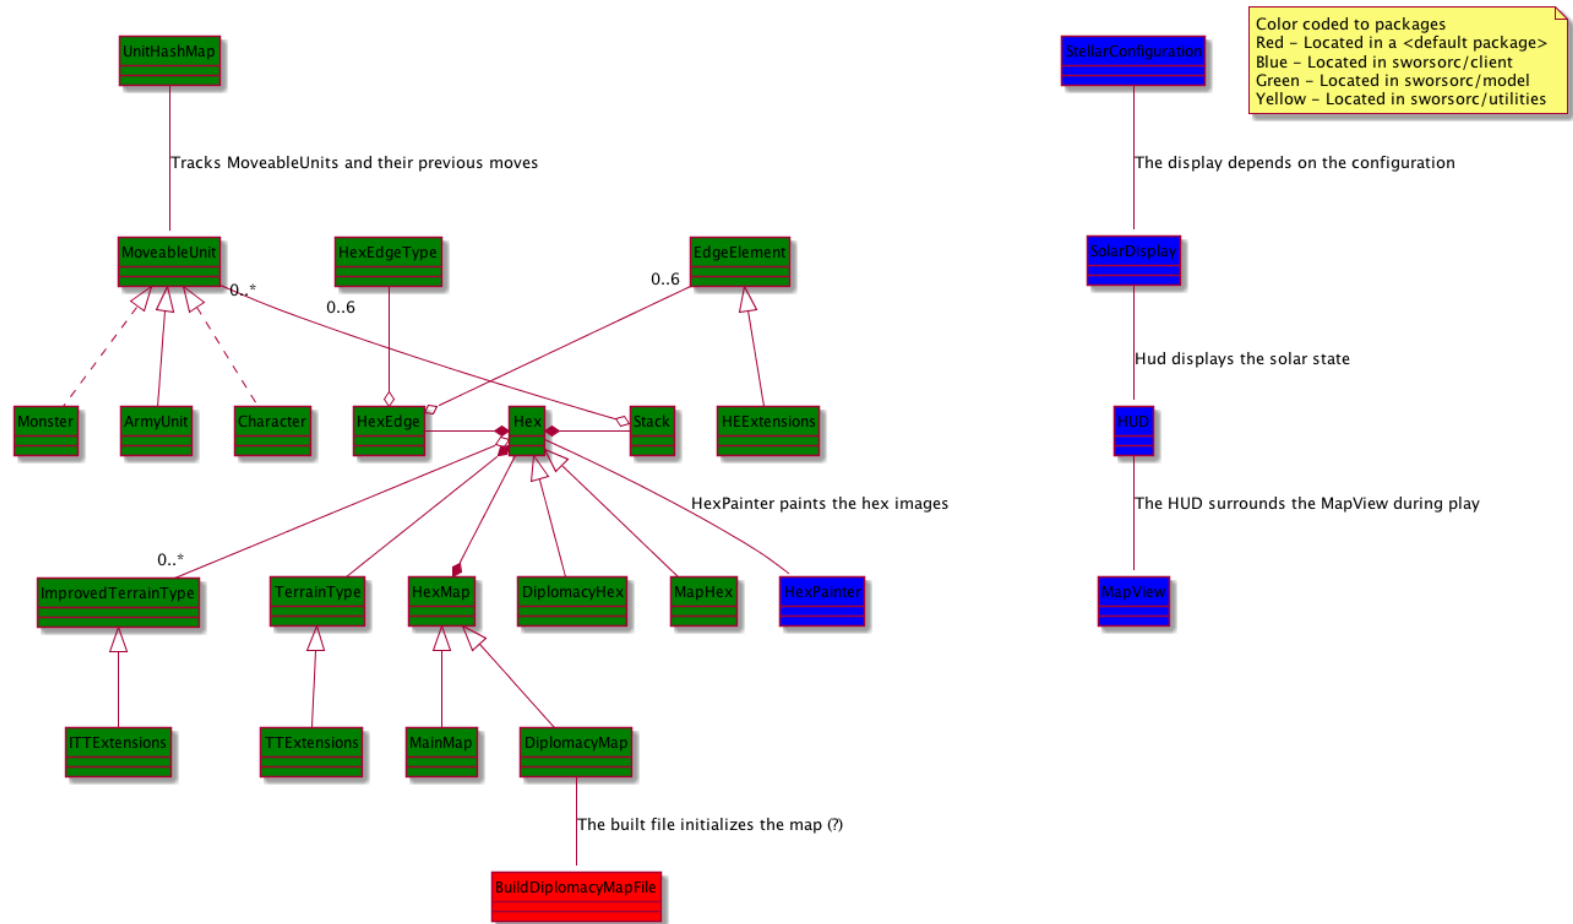 UnitHashMap
StellarConfiguration
Color coded to packages
Red - Located in a <default package>
Blue - Located in sworsorc/client
Green - Located in sworsorc/model
Yellow - Located in sworsorc/utilities
Tracks MoveableUnits and their previous moves
The display depends on the configuration
MoveableUnit
HexEdgeType
EdgeElement
SolarDisplay
0..*
0..6
0..6
Hud displays the solar state
Monster
ArmyUnit
Character
HexEdge
Hex
Stack
HEExtensions
HUD
HexPainter paints the hex images
The HUD surrounds the MapView during play
0..*
ImprovedTerrainType
TerrainType
HexMap
DiplomacyHex
MapHex
HexPainter
MapView
ITTExtensions
TTExtensions
MainMap
DiplomacyMap
The built file initializes the map (?)
BuildDiplomacyMapFile